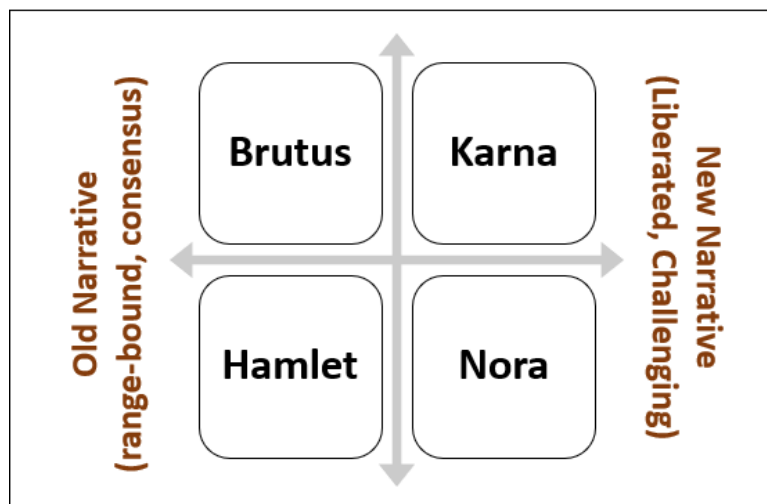 Old Narrative
(range-bound, consensus)
Brutus
Karna
Hamlet
Nora
New Narrative
(Liberated, Challenging)